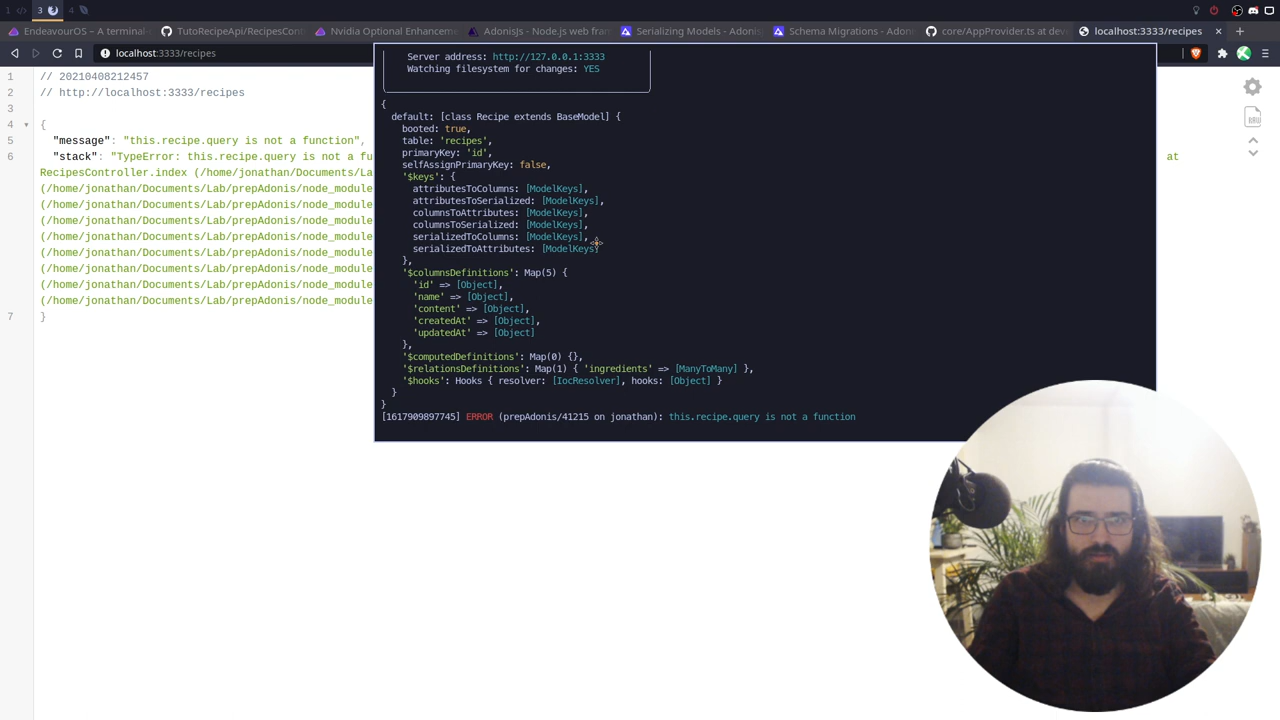 1
3
4
EndeavourOS – A terminal-
TutoRecipeApi/RecipesCont
Nvidia Optional Enhanceme
AdonisJs - Node.js web fram
Serializing Models - Adonis
Schema Migrations - Adoni
core/AppProvider.ts at dev
localhost:3333/recipes
localhost:3333/recipes
1 // 20210408212457
2 // http://localhost:3333/recipes
3
4 {
5 "message": "this.recipe.query is not a function",
6 "stack": "TypeError: this.recipe.query is not a fu
at
RecipesController.index (/home/jonathan/Documents/La
(/home/jonathan/Documents/Lab/prepAdonis/node_module
(/home/jonathan/Documents/Lab/prepAdonis/node_module
(/home/jonathan/Documents/Lab/prepAdonis/node_module
(/home/jonathan/Documents/Lab/prepAdonis/node_module
(/home/jonathan/Documents/Lab/prepAdonis/node_module
(/home/jonathan/Documents/Lab/prepAdonis/node_module
(/home/jonathan/Documents/Lab/prepAdonis/node_module
(/home/jonathan/Documents/Lab/prepAdonis/node_module
7 }
Server address: http://127.0.0.1:3333
Watching filesystem for changes: YES
{
default: [class Recipe extends BaseModel] {
booted: true,
table: 'recipes',
primaryKey: 'id',
selfAssignPrimaryKey: false,
'$keys': {
attributesToColumns: [ModelKeys],
attributesToSerialized: [ModelKeys],
columnsToAttributes: [ModelKeys],
columnsToSerialized: [ModelKeys],
serializedToColumns: [ModelKeys],
serializedToAttributes: [ModelKeys]
},
'$columnsDefinitions': Map(5) {
'id' => [Object],
'name' => [Object],
'content' => [Object],
'createdAt' => [Object],
'updatedAt' => [Object]
},
'$computedDefinitions': Map(0) {},
'$relationsDefinitions': Map(1) { 'ingredients' => [ManyToMany] },
'$hooks': Hooks { resolver: [IocResolver], hooks: [Object] }
}
}
[1617909897745] ERROR (prepAdonis/41215 on jonathan): this.recipe.query is not a function
RAW